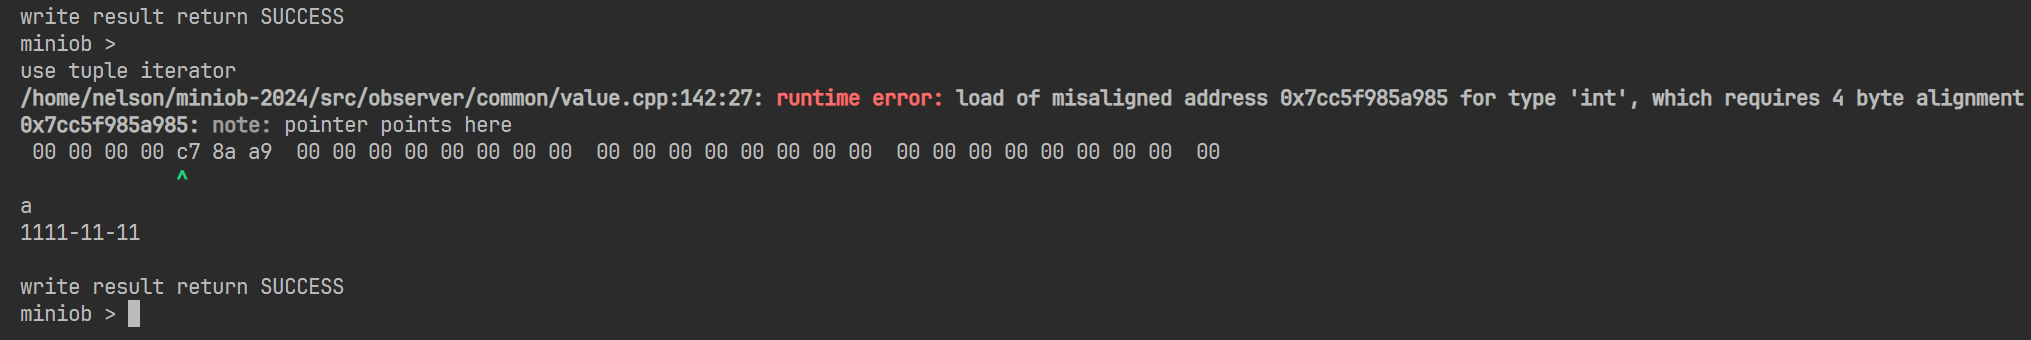 write result return SUCCESS
miniob >
use tuple iterator
/home/nelson/miniob-2024/src/observer/common/value.cpp:142:27: runtime error: load of misaligned address 0x7cc5f985a985 for type 'int', which requires 4 byte alignment
0x7cc5f985a985: note: pointer points here
 00 00 00 00 c7 8a a9  00 00 00 00 00 00 00 00  00 00 00 00 00 00 00 00  00 00 00 00 00 00 00 00  00
             ^
a
1111-11-11
write result return SUCCESS
miniob >